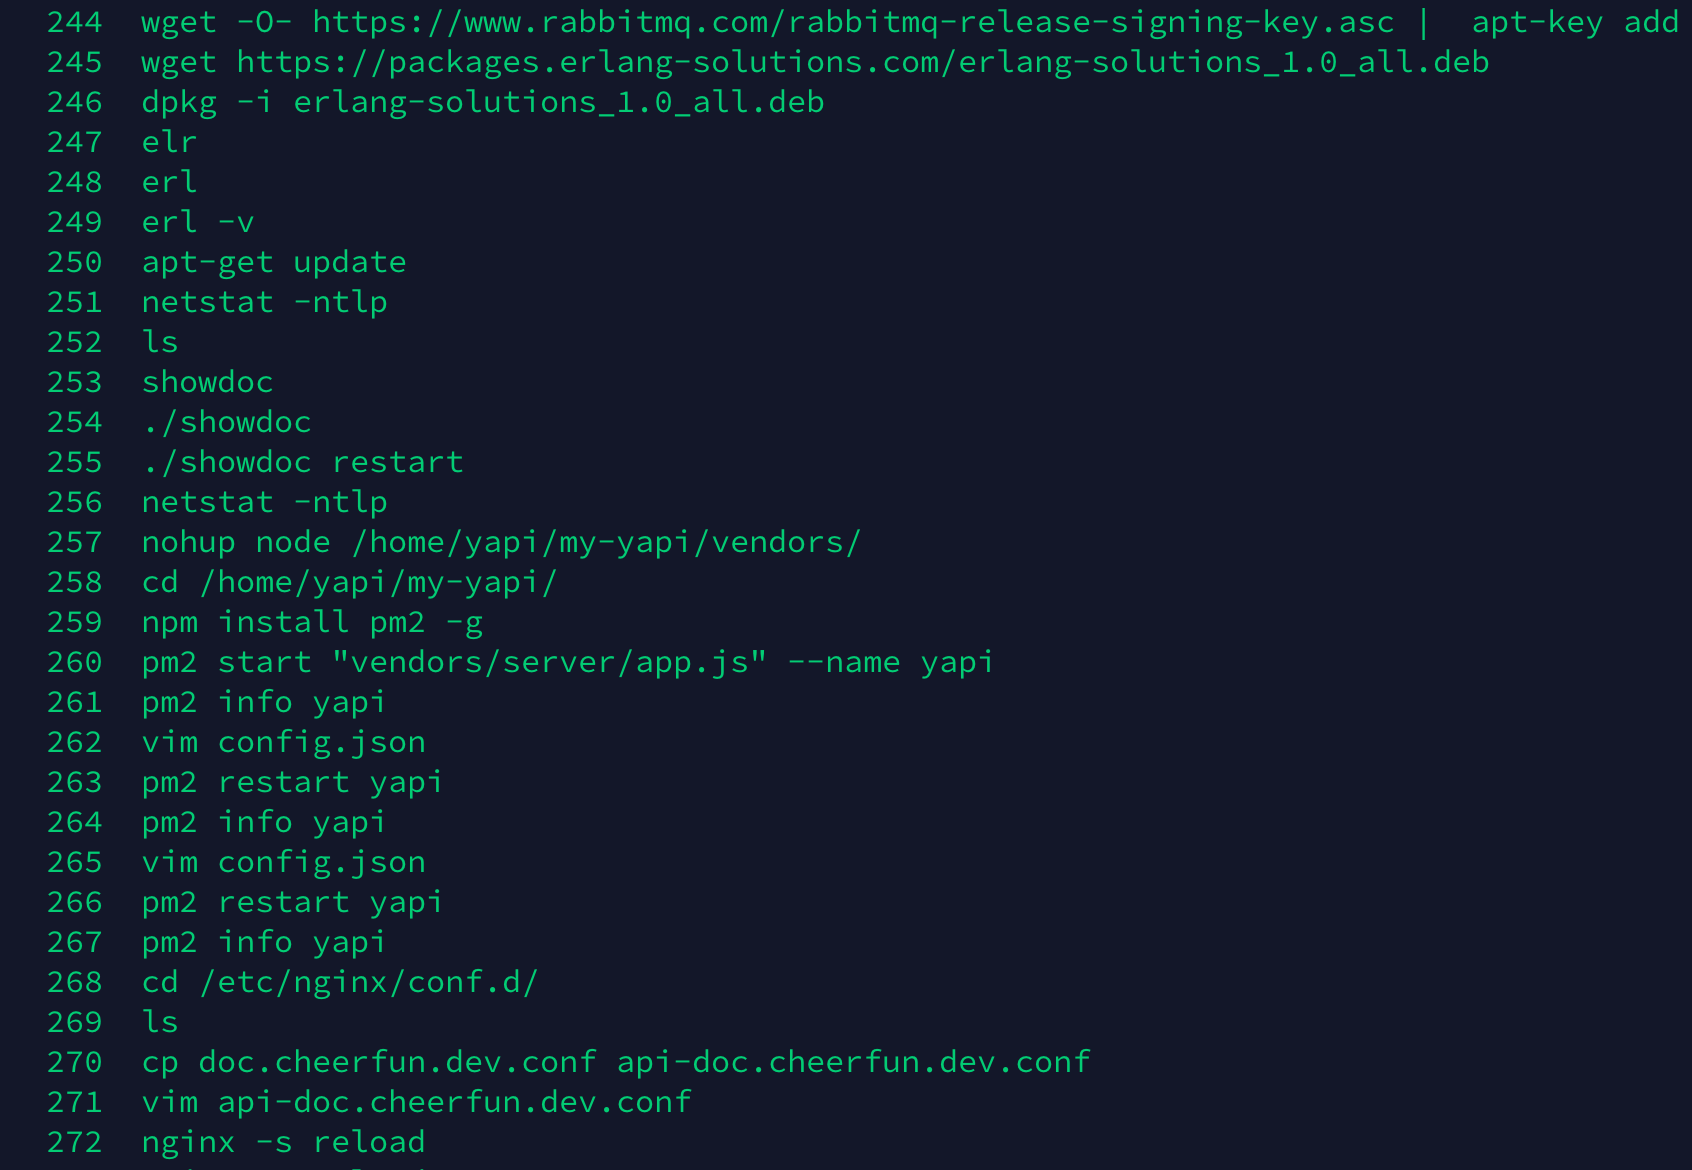 244  wget -O- https://www.rabbitmq.com/rabbitmq-release-signing-key.asc |  apt-key add
245  wget https://packages.erlang-solutions.com/erlang-solutions_1.0_all.deb
246  dpkg -i erlang-solutions_1.0_all.deb
247  elr
248  erl
249  erl -v
250  apt-get update
251  netstat -ntlp
252  ls
253  showdoc
254  ./showdoc
255  ./showdoc restart
256  netstat -ntlp
257  nohup node /home/yapi/my-yapi/vendors/
258  cd /home/yapi/my-yapi/
259  npm install pm2 -g
260  pm2 start "vendors/server/app.js" --name yapi
261  pm2 info yapi
262  vim config.json
263  pm2 restart yapi
264  pm2 info yapi
265  vim config.json
266  pm2 restart yapi
267  pm2 info yapi
268  cd /etc/nginx/conf.d/
269  ls
270  cp doc.cheerfun.dev.conf api-doc.cheerfun.dev.conf
271  vim api-doc.cheerfun.dev.conf
272  nginx -s reload